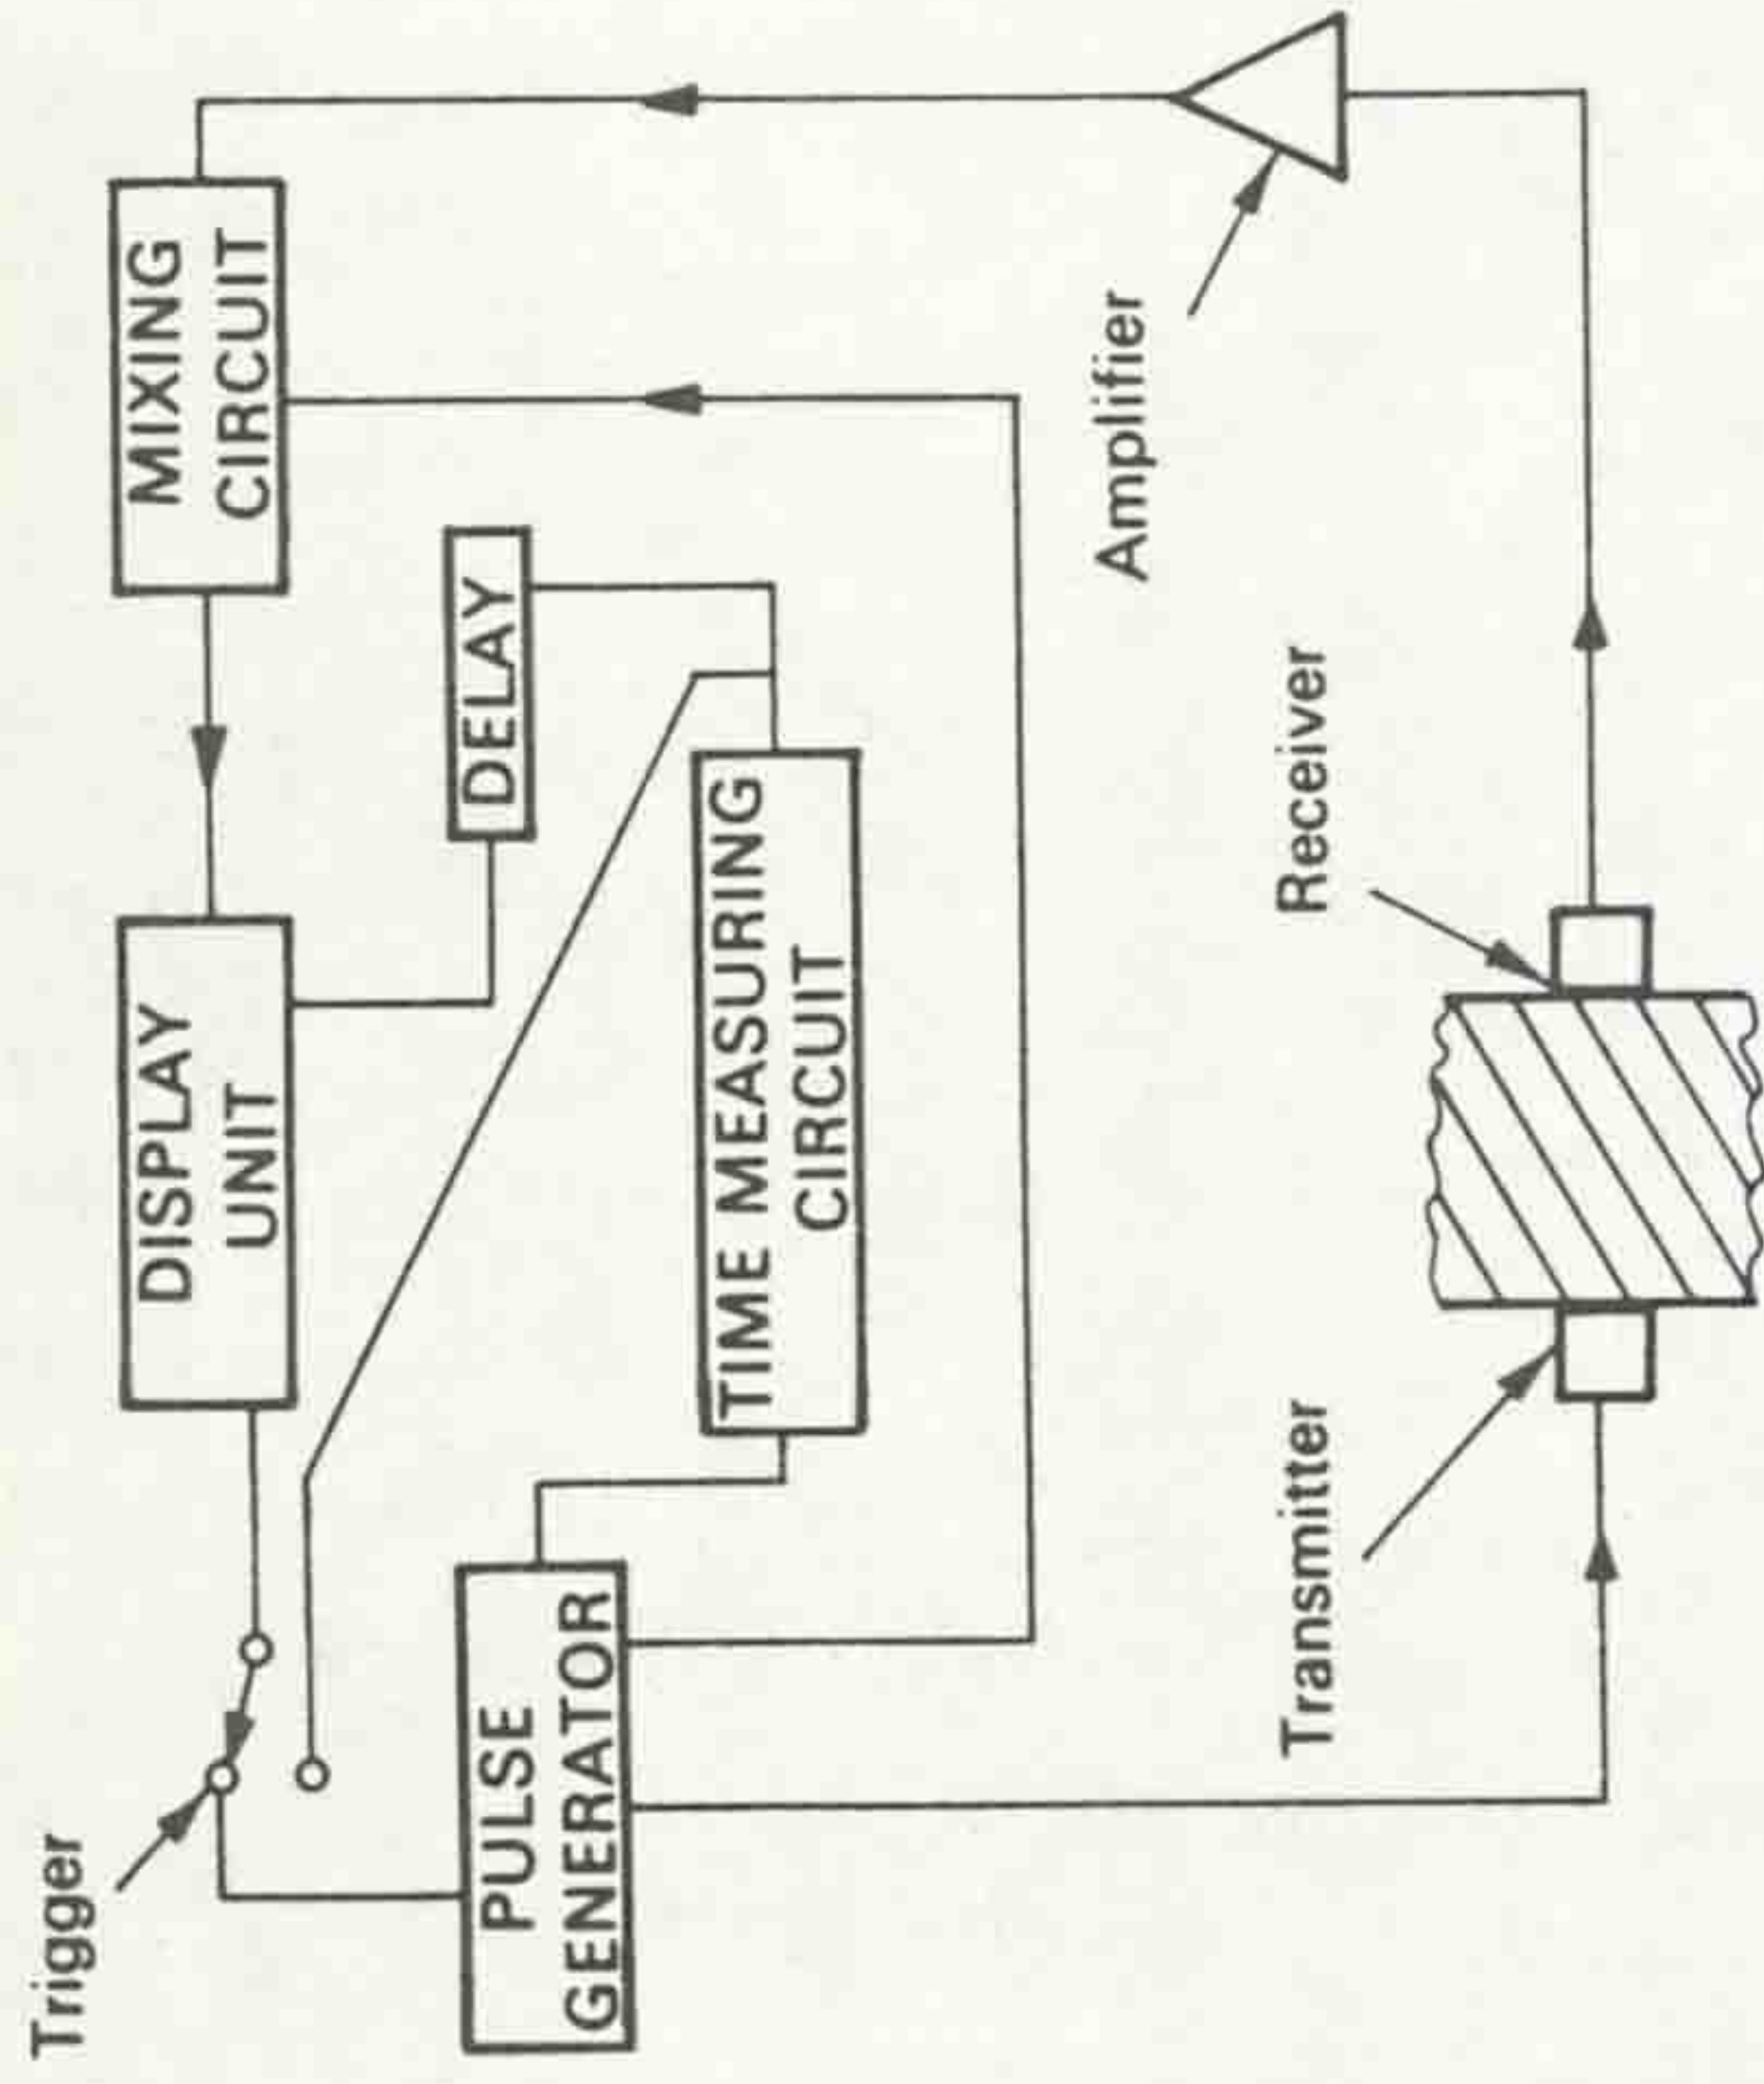 Trigger
DISPLAY
UNIT
MIXING
CIRCUIT
PULSE
GENERATOR
DELAY
TIME MEASURING
CIRCUIT
Amplifier
Transmitter
Receiver